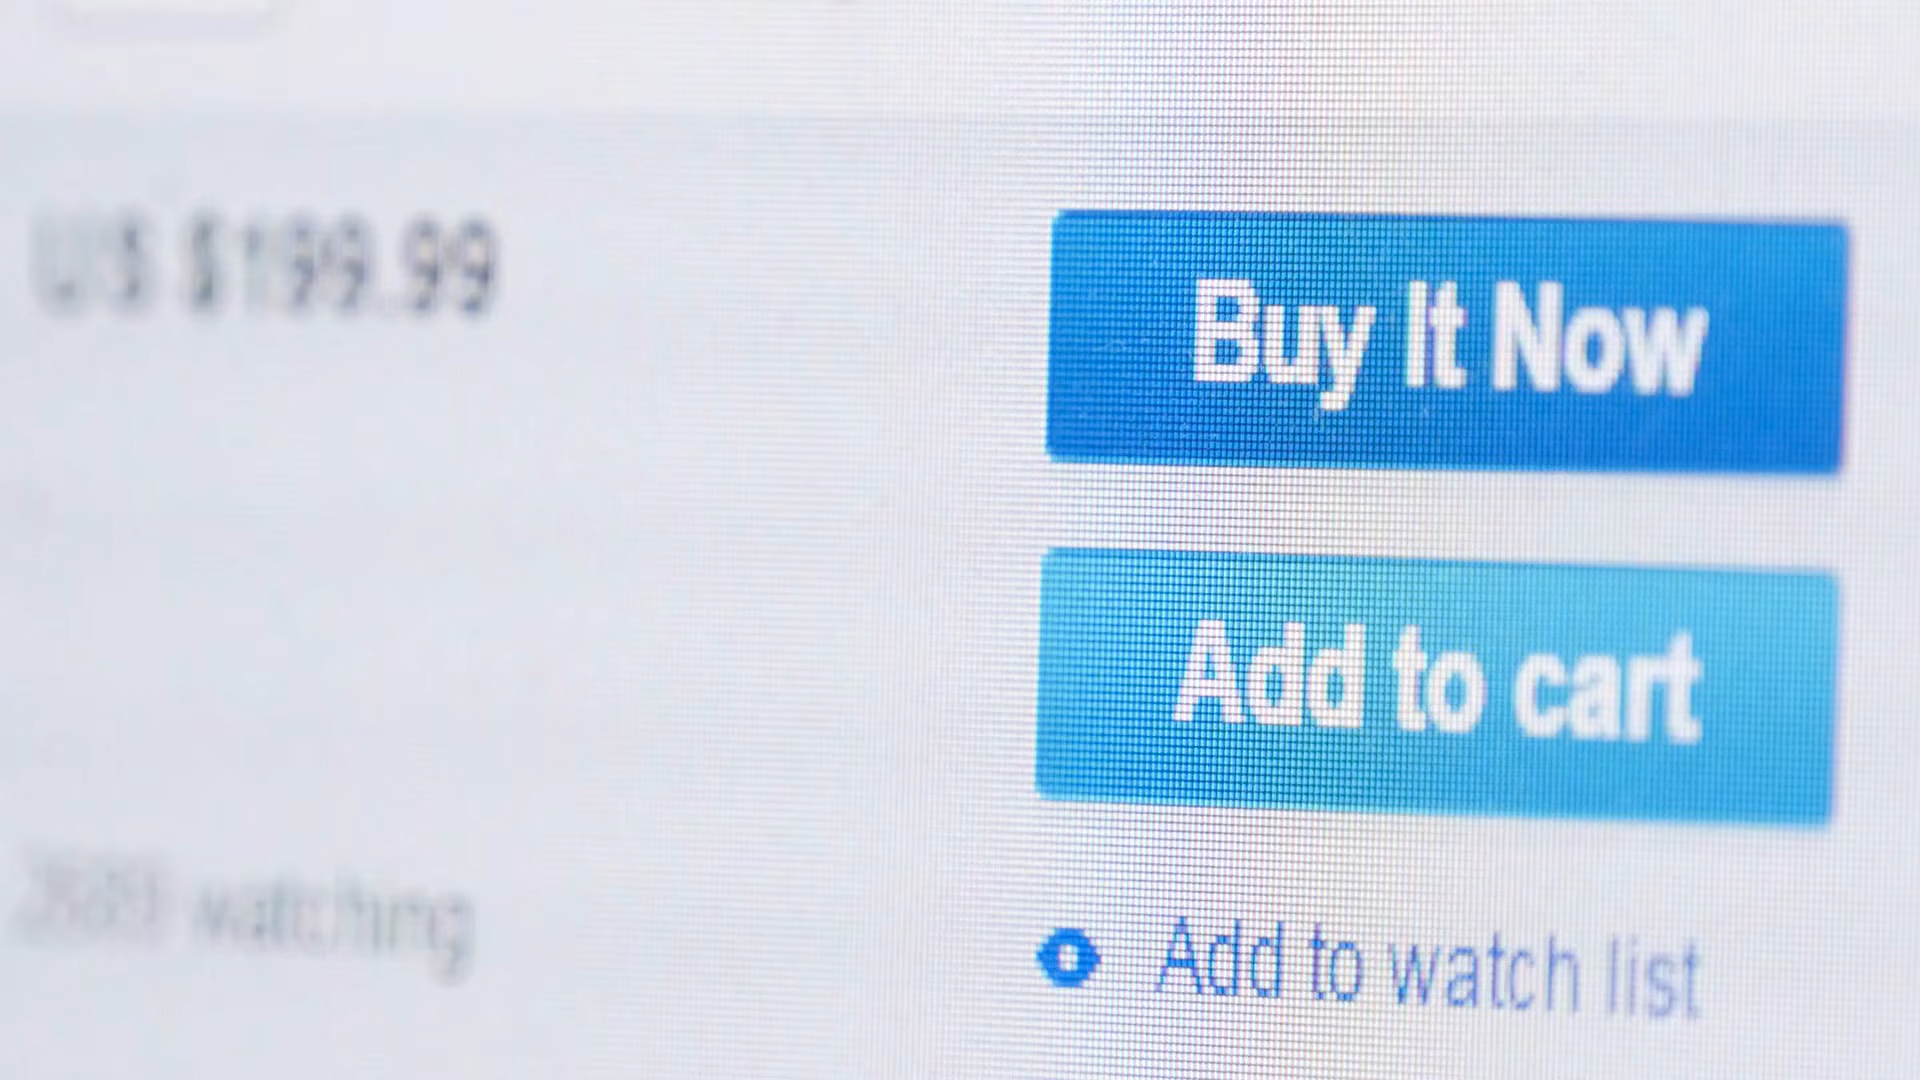 US $199.99
Buy It Now
Add to cart
watching
Add to watch list